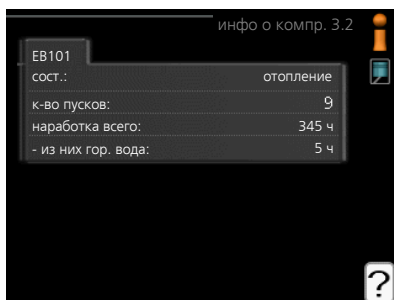 инфо о компр. 3.2
EB101
сост.: отопление
к-во пусков: 9
наработка всего: 345 ч
- из них гор. вода: 5 ч
?